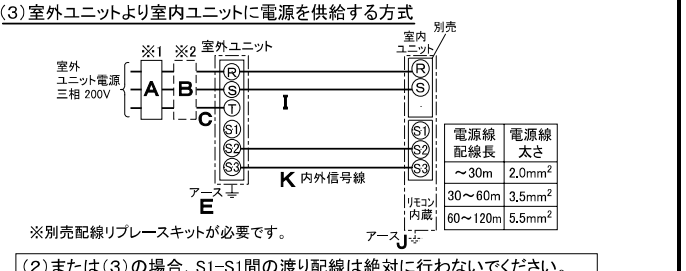 (3)室外ユニットより室内ユニットに電源を供給する方式
※1 ※2 室外ユニット
室内
ユニット
別売
室外
ユニット電源
三相 200V
A B C
R
S
T
S1
S2
S3
I
K 内外信号線
R
S
S1
S2
S3
リモコン
内蔵
アース
E
アース
J
電源線
配線長
電源線
太さ
～30m 2.0mm²
30～60m 3.5mm²
60～120m 5.5mm²
※別売配線リプレースキットが必要です。
(2)または(3)の場合、S1-S1間の渡り配線は絶対に行わないでください。